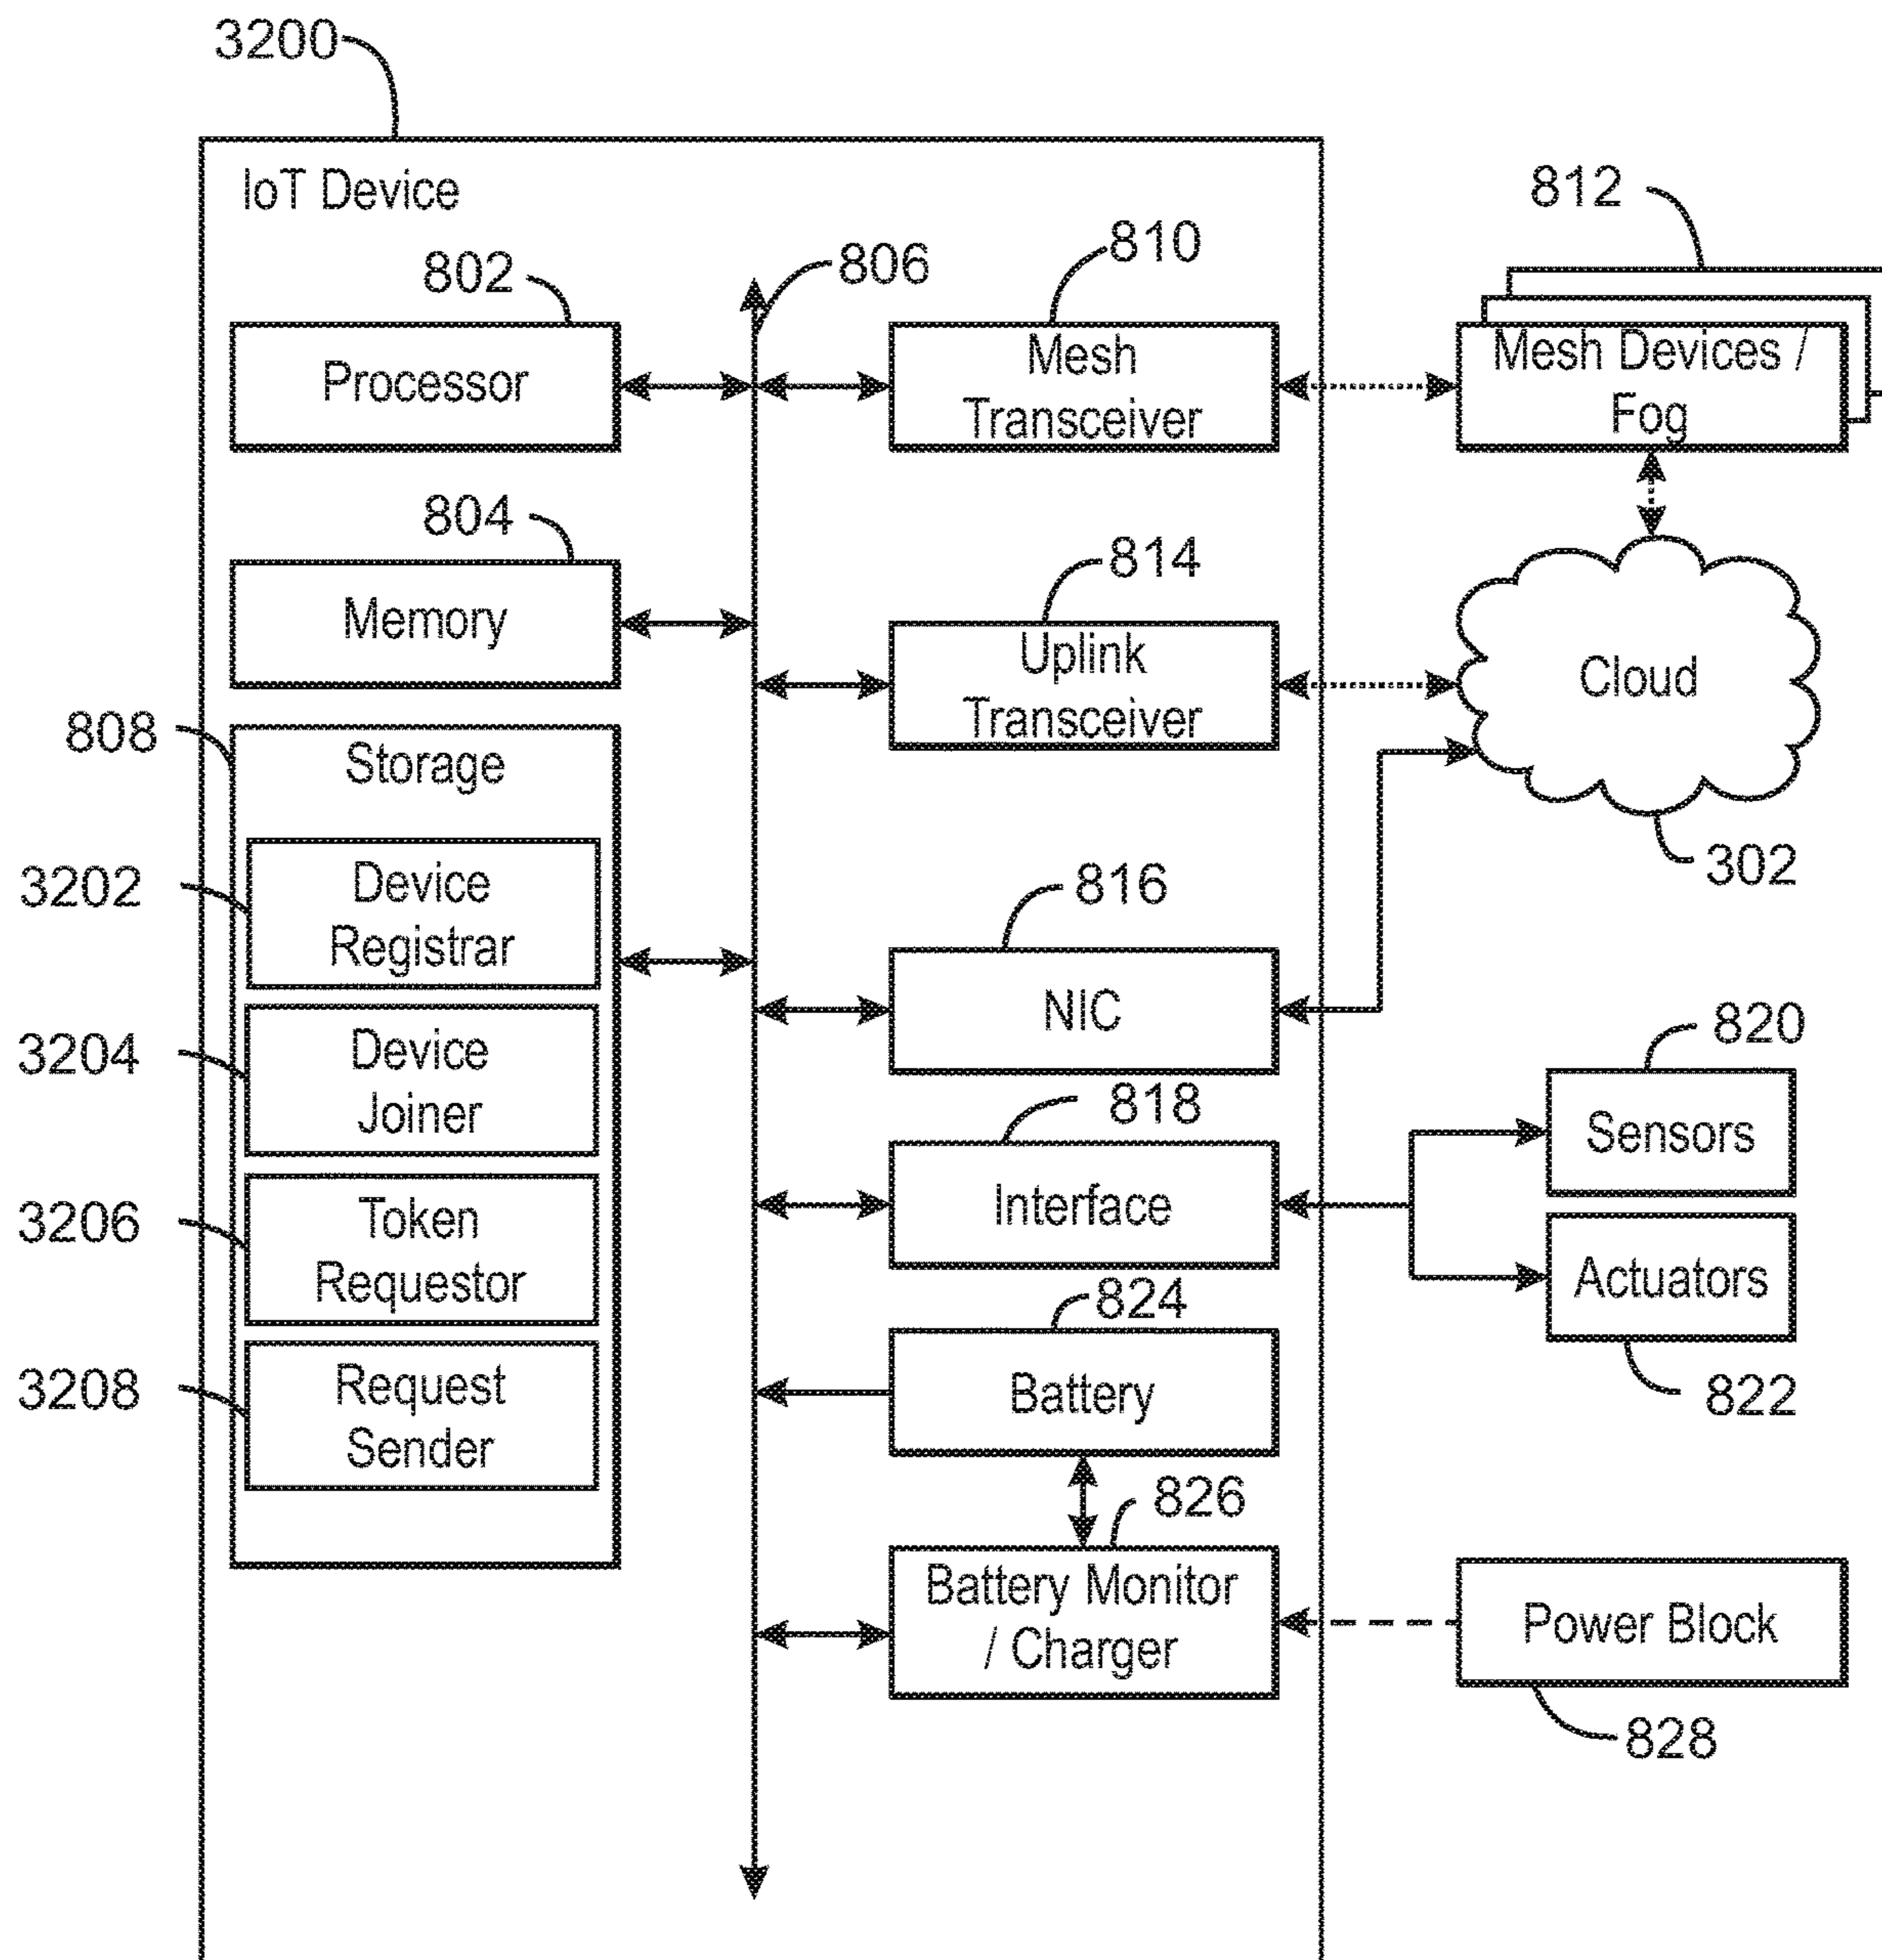 3200
IoT Device
812
810
806
802
Processor
Mesh
Transceiver
Mesh Devices /
Fog
804
Memory
814
Uplink
Transceiver
Cloud
302
808
Storage
3202
Device
Registrar
816
NIC
3204
Device
Joiner
818
Interface
820
Sensors
Actuators
822
3206
Token
Requestor
824
Battery
3208
Request
Sender
826
Battery Monitor
/ Charger
Power Block
828